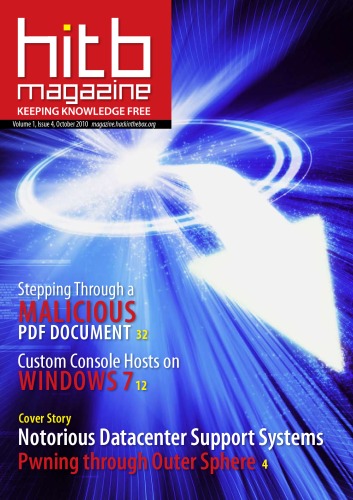 hitb
magazine
KEEPING KNOWLEDGE FREE
Volume 1, Issue 4, October 2010 magazine.hackinthebox.org
Stepping Through a
MALICIOUS
PDF DOCUMENT 32
Custom Console Hosts on
WINDOWS 7 12
Cover Story
Notorious Datacenter Support Systems
Pwning through Outer Sphere 4